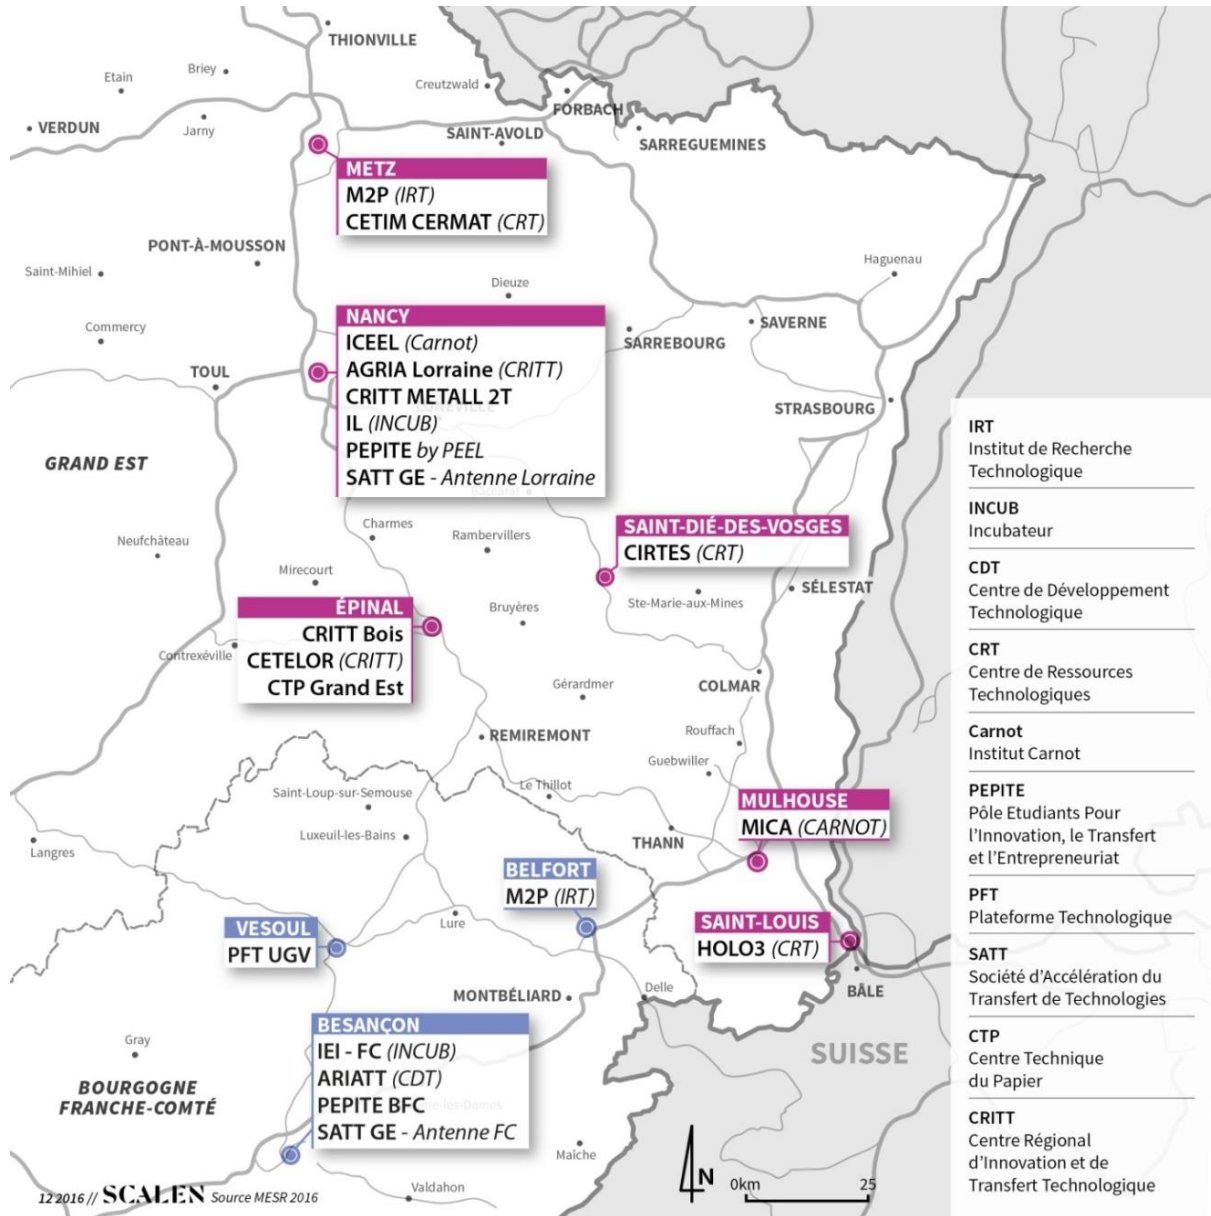 THIONVILLE
Briey
Etain
Creutzwald
FORBACH
VERDUN
Jarny
SAINT-AVOLD
SARREGUEMINES
METZ
M2P (IRT)
CETIM CERMAT (CRT)
PONT-À-MOUSSON
Saint-Mihiel
Haguenau
Dieuze
Commercy
NANCY
ICEEL (Carnot)
AGRIA Lorraine (CRITT)
CRITT METALL 2T
IL (INCUB)
PEPITE by PEEL
SATT GE - Antenne Lorraine
SAVERNE
SARREBOURG
TOUL
LUNÉVILLE
STRASBOURG
GRAND EST
Baccarat
Charmes
Rambervillers
SAINT-DIÉ-DES-VOSGES
CIRTES (CRT)
Neufchâteau
Mirecourt
SÉLESTAT
Ste-Marie-aux-Mines
ÉPINAL
CRITT Bois
CETELOR (CRITT)
CTP Grand Est
Bruyères
Contrexéville
Gérardmer
COLMAR
REMIREMONT
Rouffach
Guebwiller
Le Thillot
Saint-Loup-sur-Semouse
Luxeuil-les-Bains
Langres
MULHOUSE
MICA (CARNOT)
THANN
BELFORT
M2P (IRT)
VESOUL
PFT UGV
Lure
SAINT-LOUIS
HOLO3 (CRT)
BÂLE
MONTBÉLIARD
Delle
SUISSE
BESANÇON
IEI - FC (INCUB)
ARIATT (CDT)
PEPITE BFC
SATT GE - Antenne FC
me-les-Dames
Gray
BOURGOGNE
FRANCHE-COMTÉ
Maîche
Valdahon
12 2016 // SCALEN Source MESR 2016
N
0km 25
IRT
Institut de Recherche
Technologique
INCUB
Incubateur
CDT
Centre de Développement
Technologique
CRT
Centre de Ressources
Technologiques
Carnot
Institut Carnot
PEPITE
Pôle Etudiants Pour
l'Innovation, le Transfert
et l'Entrepreneuriat
PFT
Plateforme Technologique
SATT
Société d'Accélération du
Transfert de Technologies
CTP
Centre Technique
du Papier
CRITT
Centre Régional
d'Innovation et de
Transfert Technologique